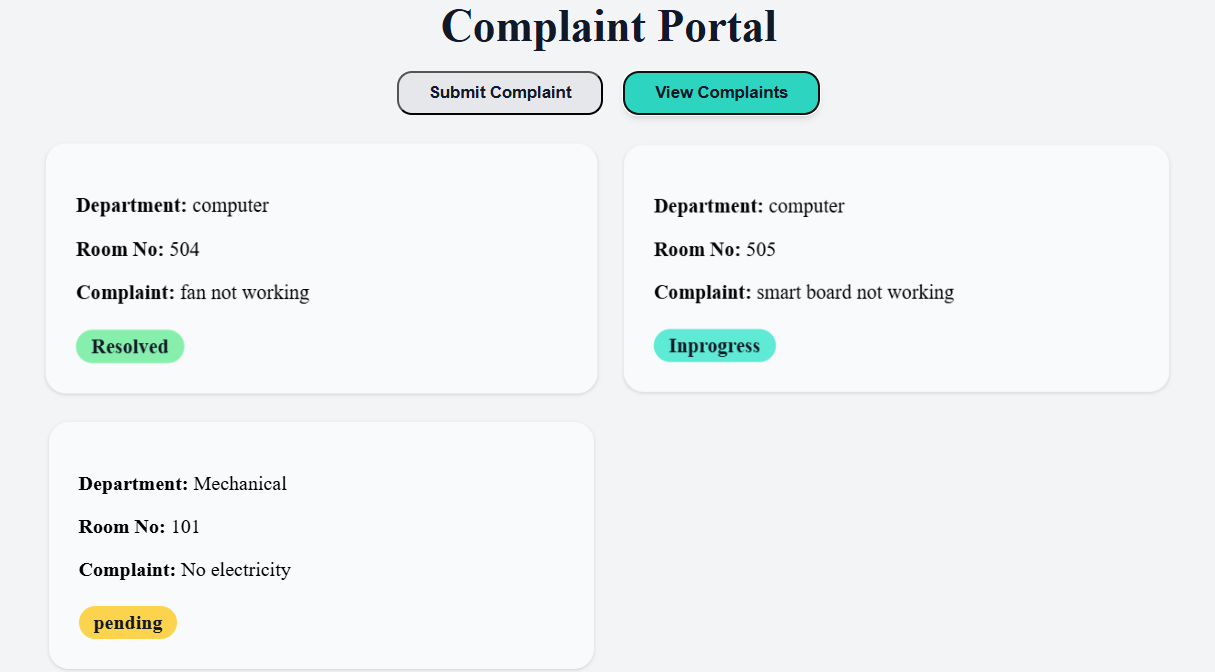 Complaint Portal
Submit Complaint
View Complaints
Department: computer
Room No: 504
Complaint: fan not working
Resolved
Department: computer
Room No: 505
Complaint: smart board not working
Inprogress
Department: Mechanical
Room No: 101
Complaint: No electricity
pending